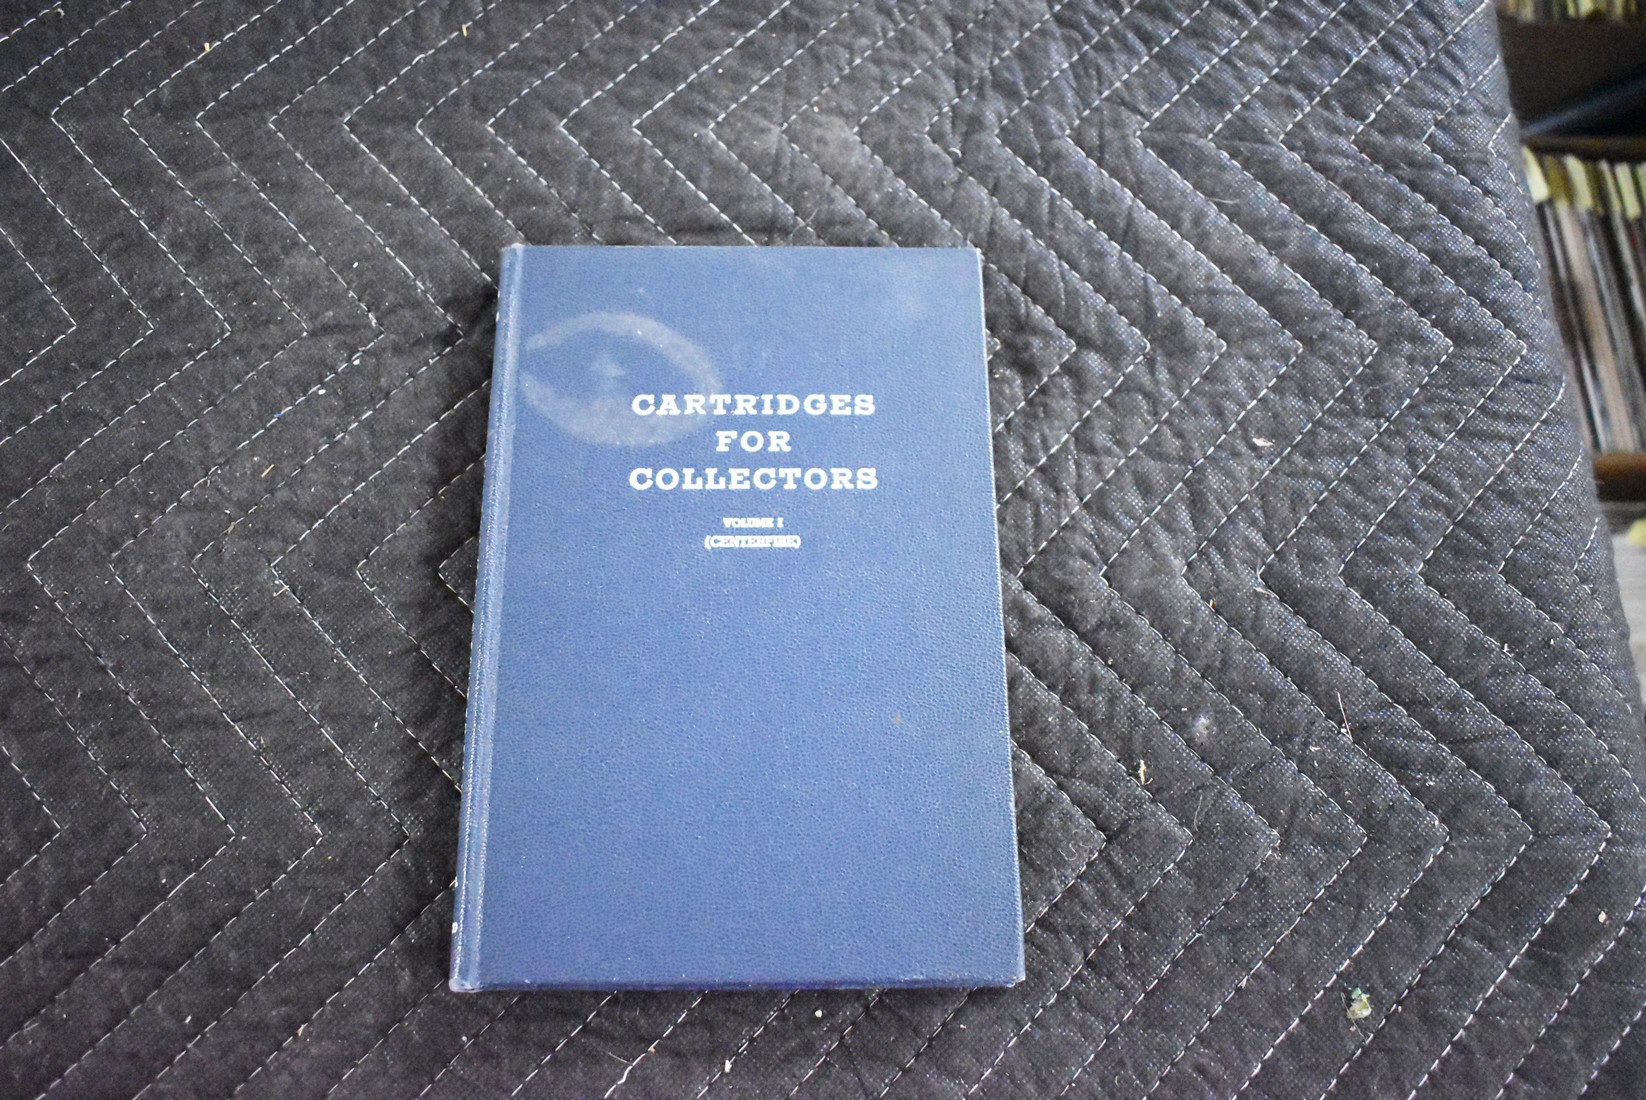 CARTRIDGES
FOR
COLLECTORS
VOLUME I
(CENTERFIRE)